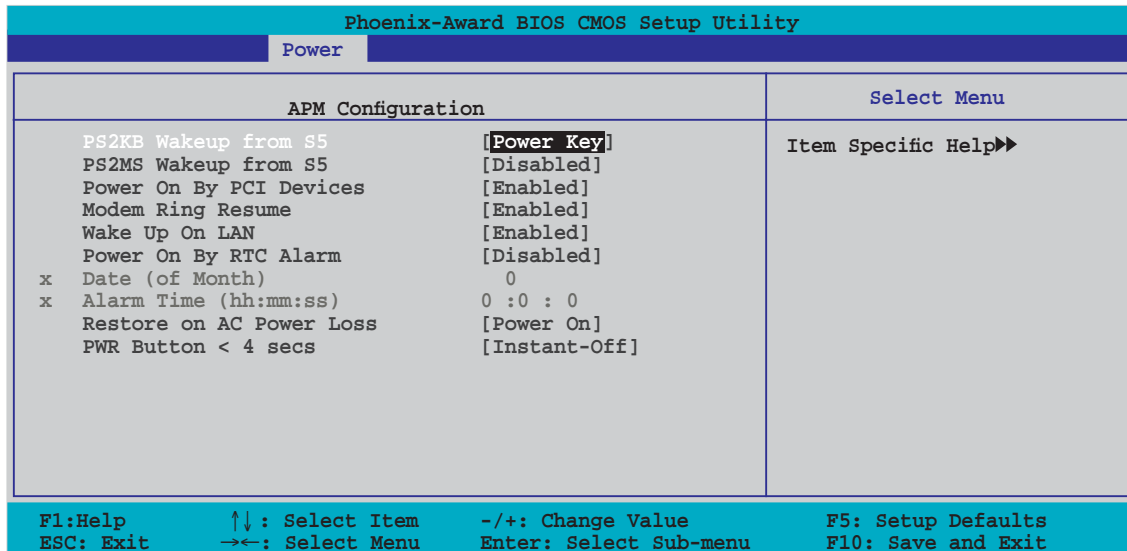 Phoenix-Award BIOS CMOS Setup Utility
Power
APM Configuration
Select Menu
PS2KB Wakeup from S5 [Power Key]
Item Specific Help▶▶
PS2MS Wakeup from S5 [Disabled]
Power On By PCI Devices [Enabled]
Modem Ring Resume [Enabled]
Wake Up On LAN [Enabled]
Power On By RTC Alarm [Disabled]
x Date (of Month) 0
x Alarm Time (hh:mm:ss) 0 :0 : 0
Restore on AC Power Loss [Power On]
PWR Button < 4 secs [Instant-Off]
F1:Help ↑↓: Select Item -/+: Change Value F5: Setup Defaults
ESC: Exit →←: Select Menu Enter: Select Sub-menu F10: Save and Exit